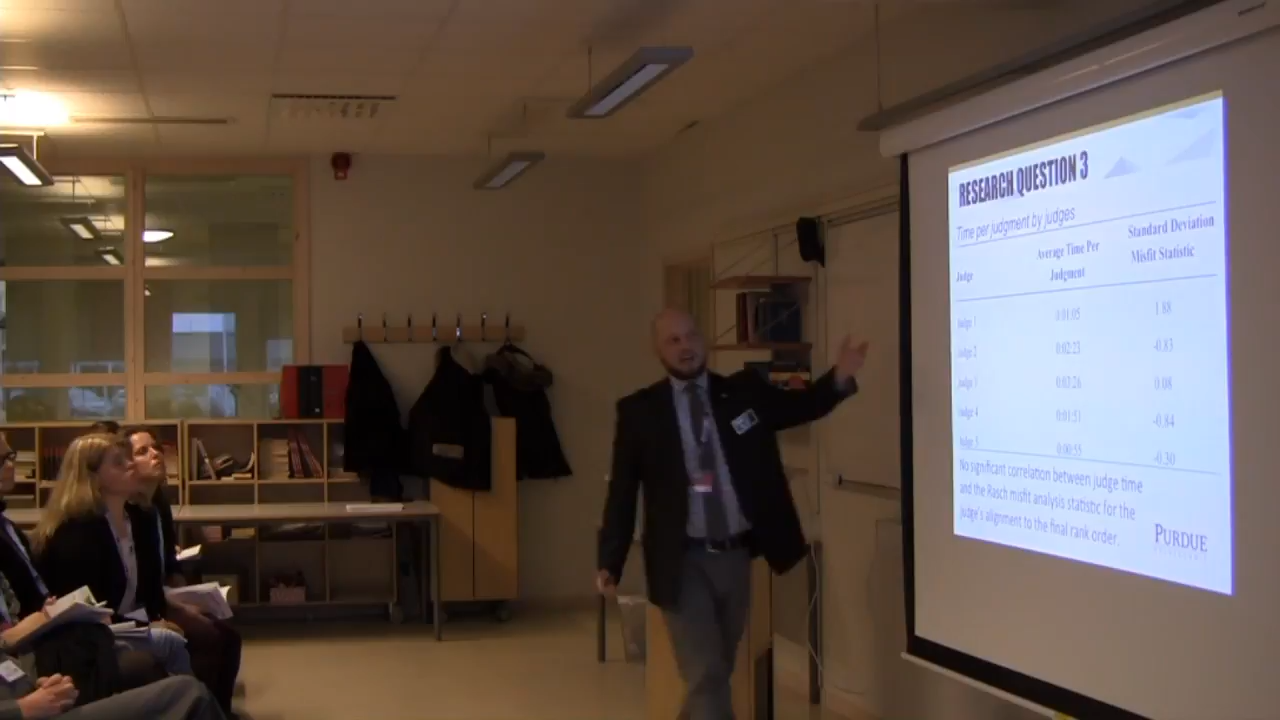 RESEARCH QUESTION 3
Time per judgment by judges
Judge
Average Time Per
Judgment
Standard Deviation
Misfit Statistic
Judge 1 0:01:05 1.88
Judge 2 0:02:23 -0.83
Judge 3 0:03:26 0.08
Judge 4 0:01:51 -0.84
Judge 5 0:00:55 -0.30
No significant correlation between judge time
and the Rasch misfit analysis statistic for the
judge's alignment to the final rank order.
PURDUE